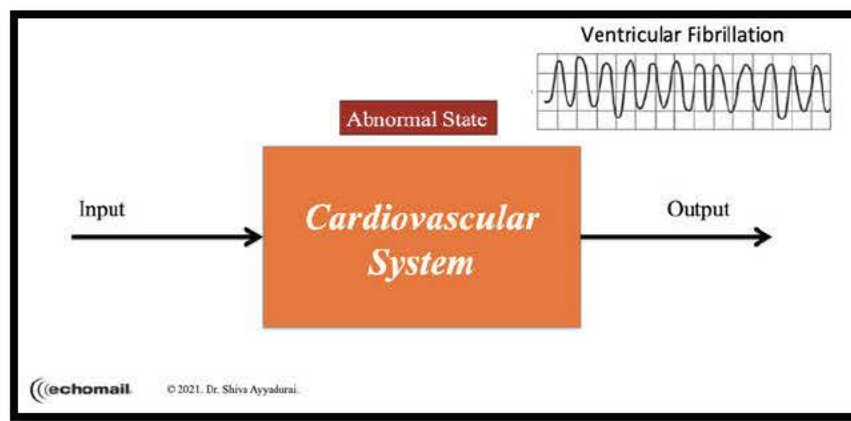 Ventricular Fibrillation
Abnormal State
Input
Cardiovascular
System
Output
(((echomail.
© 2021. Dr. Shiva Ayyadurai.